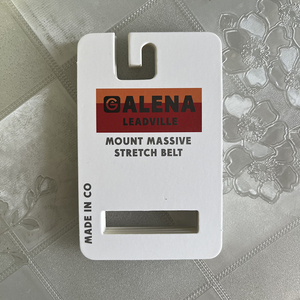 GALENA
LEADVILLE
MOUNT MASSIVE
STRETCH BELT
MADE IN CO